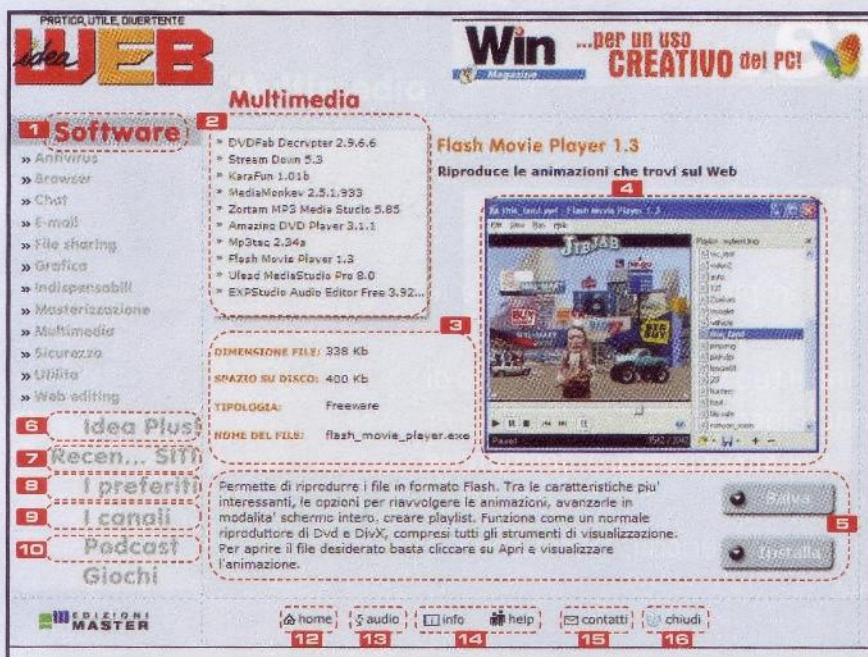 PRATICA, UTILE, DIVERTENTE
idea WEB
Win Magazine
...per un uso
CREATIVO del PC!
Multimedia
1 Software
» Antivirus
» Browser
» Chat
» E-mail
» File sharing
» Grafica
» Indispensabili
» Masterizzazione
» Multimedia
» Sicurezza
» Utilita
» Web editing
6 Idea Plus!
7 Recen... SITI
8 I preferiti
9 I canali
10 Podcast
Giochi
2
» DVDFab Decrypter 2.9.6.6
» Stream Down 5.3
» KaraFun 1.01b
» MediaMonkey 2.5.1.933
» Zortam MP3 Media Studio 5.85
» Amazing DVD Player 3.1.1
» Mp3tag 2.34a
» Flash Movie Player 1.3
» Ulead MediaStudio Pro 8.0
» EXPStudio Audio Editor Free 3.92...
3
DIMENSIONE FILE: 338 Kb
SPAZIO SU DISCO: 400 Kb
TIPOLOGIA: Freeware
NOME DEL FILE: flash_movie_player.exe
Flash Movie Player 1.3
Riproduce le animazioni che trovi sul Web
4
this_land.swf - Flash Movie Player 1.3
JIBJAB
BUY
WAL-MART
BIG BUY
Paused
Permette di riprodurre i file in formato Flash. Tra le caratteristiche piu'
interessanti, le opzioni per riavvolgere le animazioni, avanzarle in
modalita' schermo intero, creare playlist. Funziona come un normale
riproduttore di Dvd e DivX, compresi tutti gli strumenti di visualizzazione.
Per aprire il file desiderato basta cliccare su Apri e visualizzare
l'animazione.
Salva
5
Installa
EDIZIONI
MASTER
home audio info help contatti chiudi
12 13 14 15 16